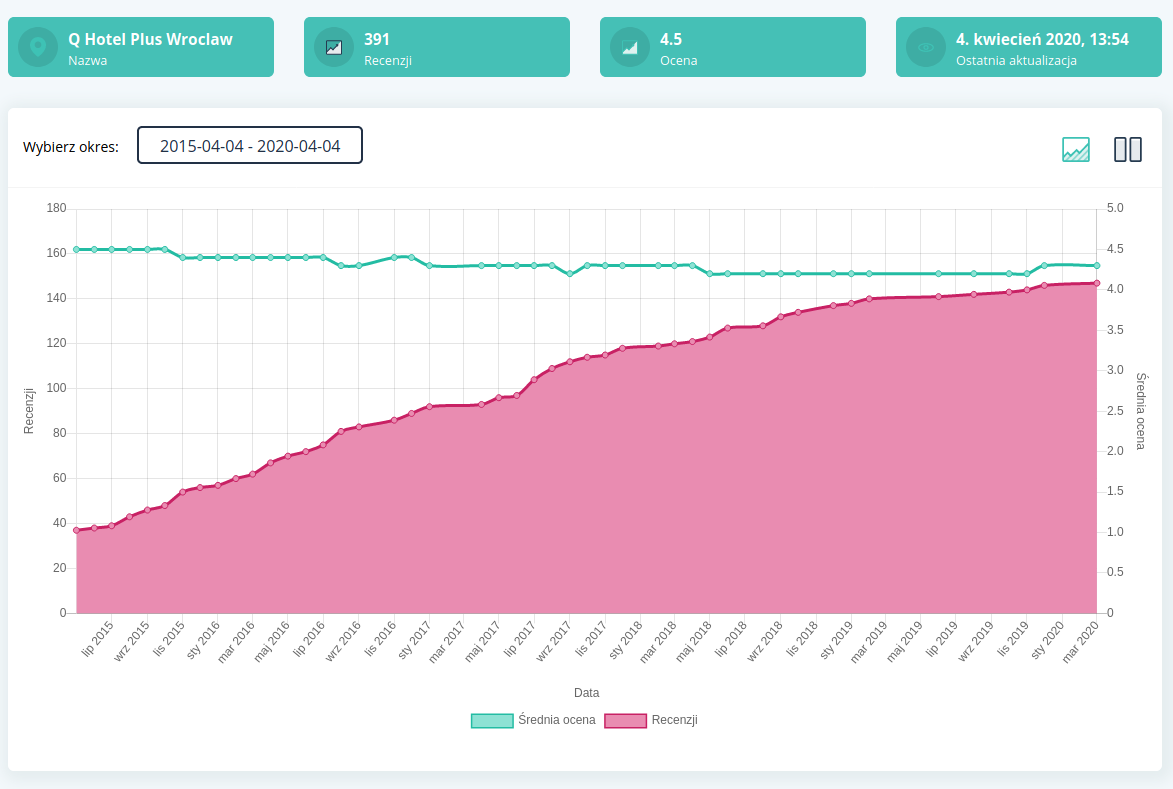 Q Hotel Plus Wroclaw
Nazwa
391
Recenzji
4.5
Ocena
4. kwiecień 2020, 13:54
Ostatnia aktualizacja
Wybierz okres:
2015-04-04 - 2020-04-04
180
160
140
120
100
80
60
40
20
0
Recenzji
5.0
4.5
4.0
3.5
3.0
2.5
2.0
1.5
1.0
0.5
0
Średnia ocena
lip 2015
wrz 2015
lis 2015
sty 2016
mar 2016
maj 2016
lip 2016
wrz 2016
lis 2016
sty 2017
mar 2017
maj 2017
lip 2017
wrz 2017
lis 2017
sty 2018
mar 2018
maj 2018
lip 2018
wrz 2018
lis 2018
sty 2019
mar 2019
maj 2019
lip 2019
wrz 2019
lis 2019
sty 2020
mar 2020
Data
Średnia ocena
Recenzji